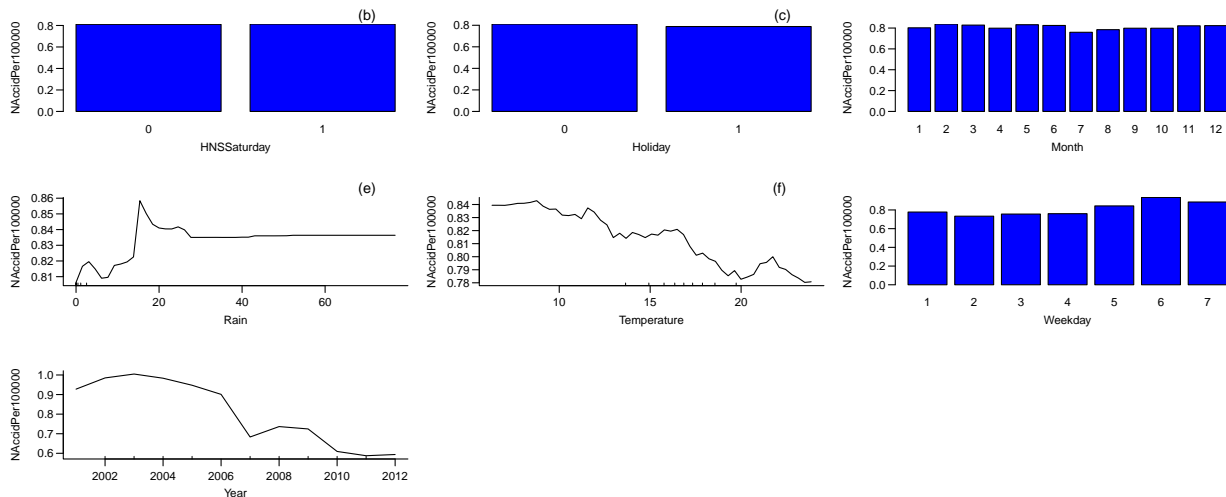 (b)
NAccidPer100000
0.8
0.6
0.4
0.2
0.0
0 1
HNSSaturday
(c)
NAccidPer100000
0.8
0.6
0.4
0.2
0.0
0 1
Holiday
NAccidPer100000
0.8
0.6
0.4
0.2
0.0
1 2 3 4 5 6 7 8 9 10 11 12
Month
(e)
NAccidPer100000
0.86
0.85
0.84
0.83
0.82
0.81
0 20 40 60
Rain
(f)
NAccidPer100000
0.84
0.83
0.82
0.81
0.80
0.79
0.78
10 20
Temperature
NAccidPer100000
0.8
0.6
0.4
0.2
0.0
1 2 3 4 5 6 7
Weekday
NAccidPer100000
1.0
0.9
0.8
0.7
0.6
2002 2004 2006 2008 2010 2012
Year